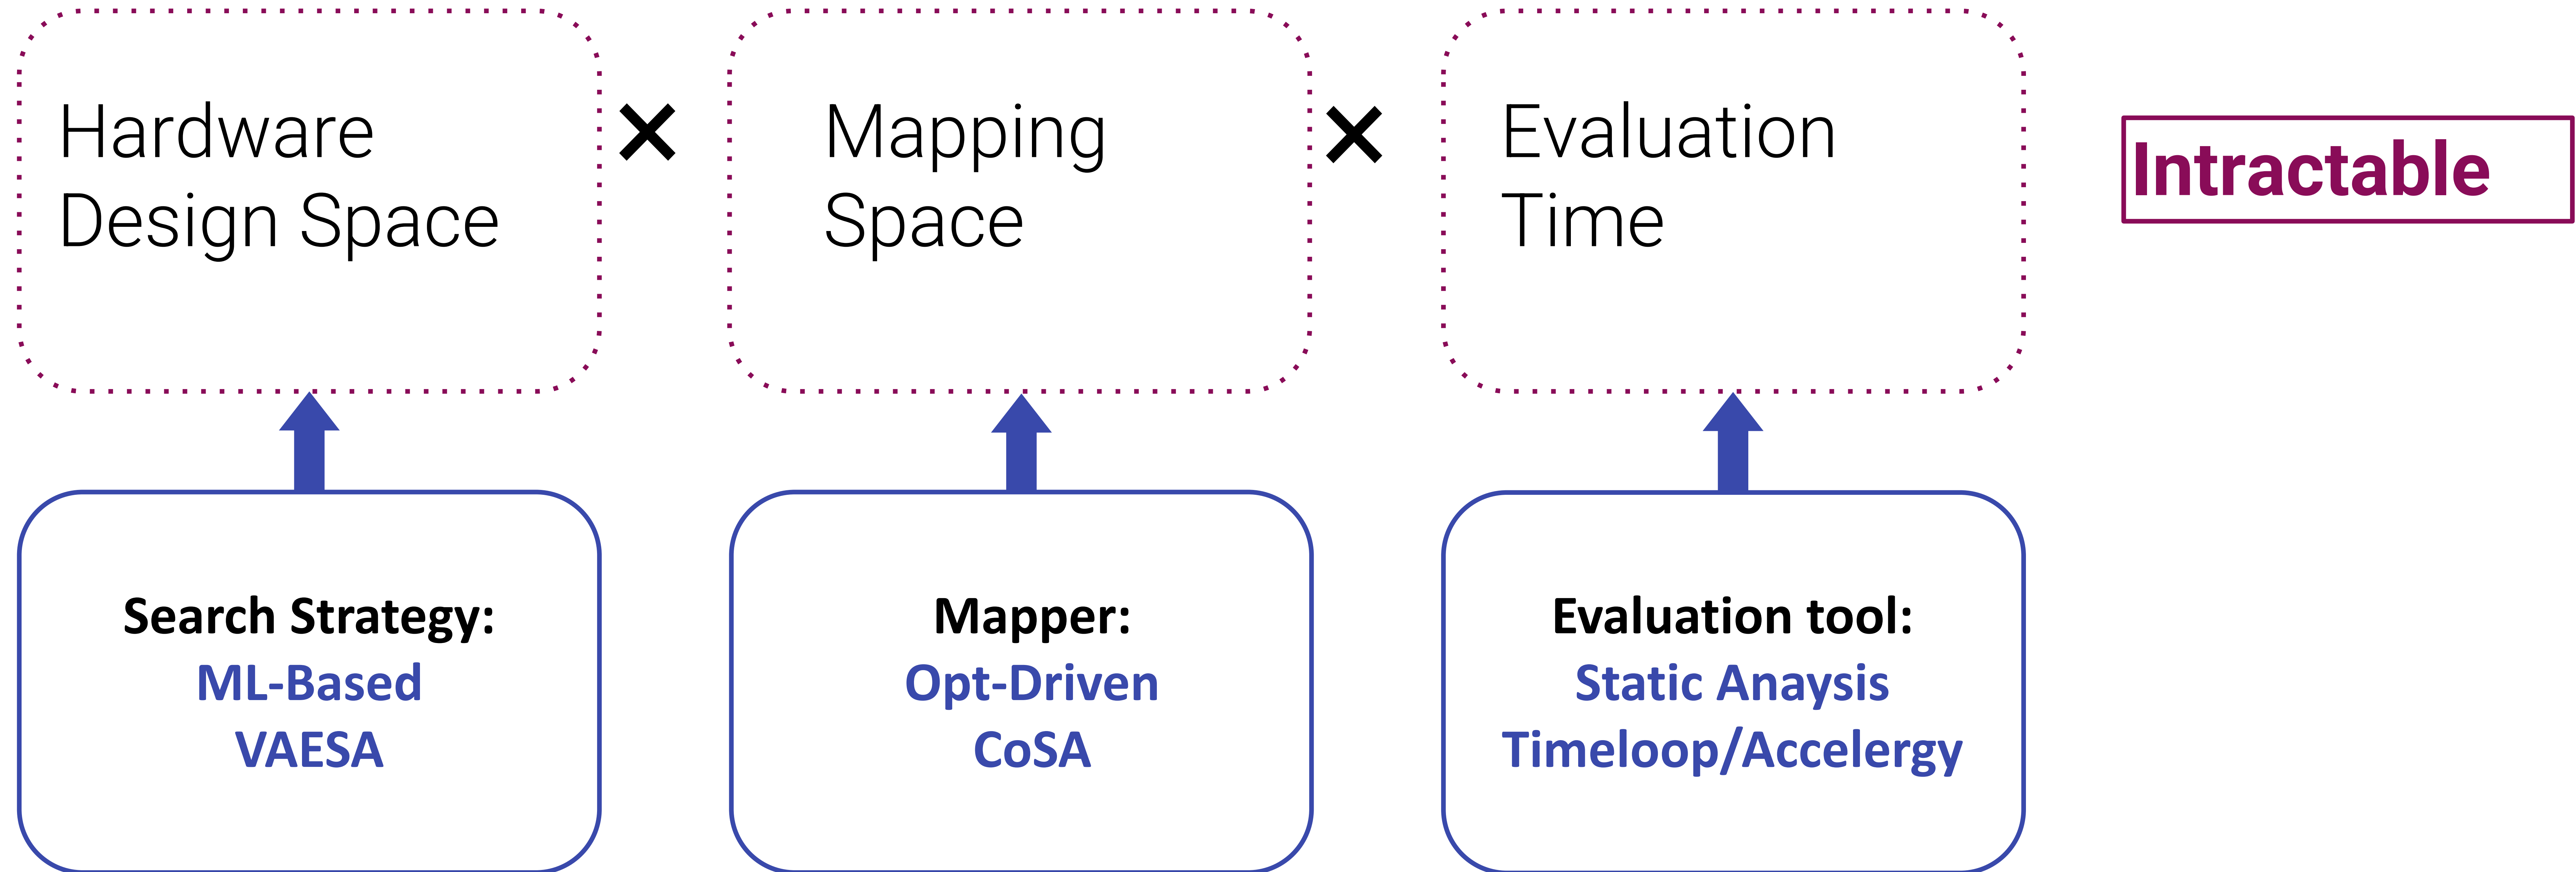 Hardware
Design Space
×
Mapping
Space
×
Evaluation
Time
Intractable
Search Strategy:
ML-Based
VAESA
Mapper:
Opt-Driven
CoSA
Evaluation tool:
Static Anaysis
Timeloop/Accelergy